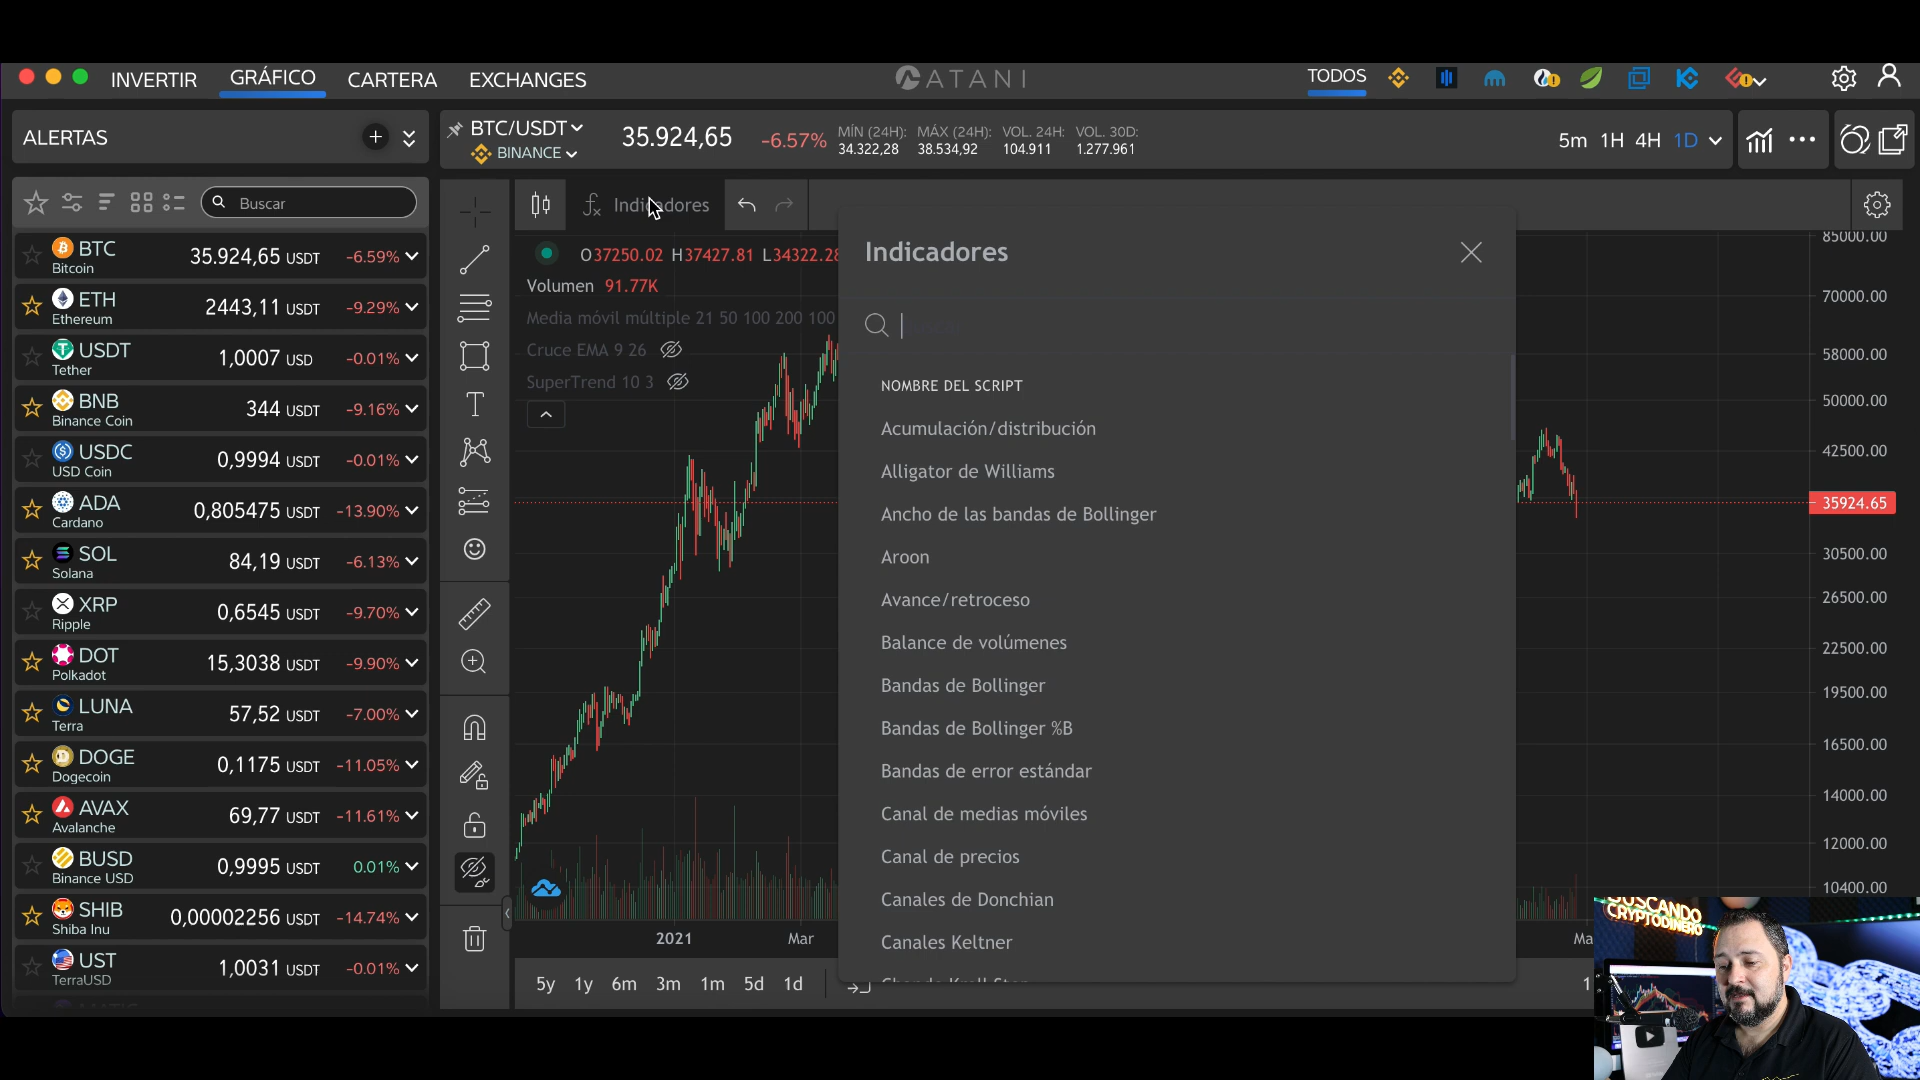 INVERTIR
GRÁFICO
CARTERA
EXCHANGES
ATANI
TODOS
ALERTAS
BTC/USDT
BINANCE
35.924,65
-6.57%
MÍN (24H):
34.322,28
MÁX (24H):
38.534,92
VOL. 24H:
104.911
VOL. 30D:
1.277.961
5m 1H 4H 1D
Buscar
BTC
Bitcoin
35.924,65 USDT -6.59%
ETH
Ethereum
2443,11 USDT -9.29%
USDT
Tether
1,0007 USD -0.01%
BNB
Binance Coin
344 USDT -9.16%
USDC
USD Coin
0,9994 USDT -0.01%
ADA
Cardano
0,805475 USDT -13.90%
SOL
Solana
84,19 USDT -6.13%
XRP
Ripple
0,6545 USDT -9.70%
DOT
Polkadot
15,3038 USDT -9.90%
LUNA
Terra
57,52 USDT -7.00%
DOGE
Dogecoin
0,1175 USDT -11.05%
AVAX
Avalanche
69,77 USDT -11.61%
BUSD
Binance USD
0,9995 USDT 0.01%
SHIB
Shiba Inu
0,00002256 USDT -14.74%
UST
TerraUSD
1,0031 USDT -0.01%
Indicadores
O37250.02 H37427.81 L34322.28
Volumen 91.77K
Media móvil múltiple 21 50 100 200 100
Cruce EMA 9 26
SuperTrend 10 3
Indicadores
NOMBRE DEL SCRIPT
Acumulación/distribución
Alligator de Williams
Ancho de las bandas de Bollinger
Aroon
Avance/retroceso
Balance de volúmenes
Bandas de Bollinger
Bandas de Bollinger %B
Bandas de error estándar
Canal de medias móviles
Canal de precios
Canales de Donchian
Canales Keltner
85000.00
70000.00
58000.00
50000.00
42500.00
35924.65
30500.00
26500.00
22500.00
19500.00
16500.00
14000.00
12000.00
10400.00
2021
Mar
Ma
5y 1y 6m 3m 1m 5d 1d
BUSCANDO
CRYPTODINERO